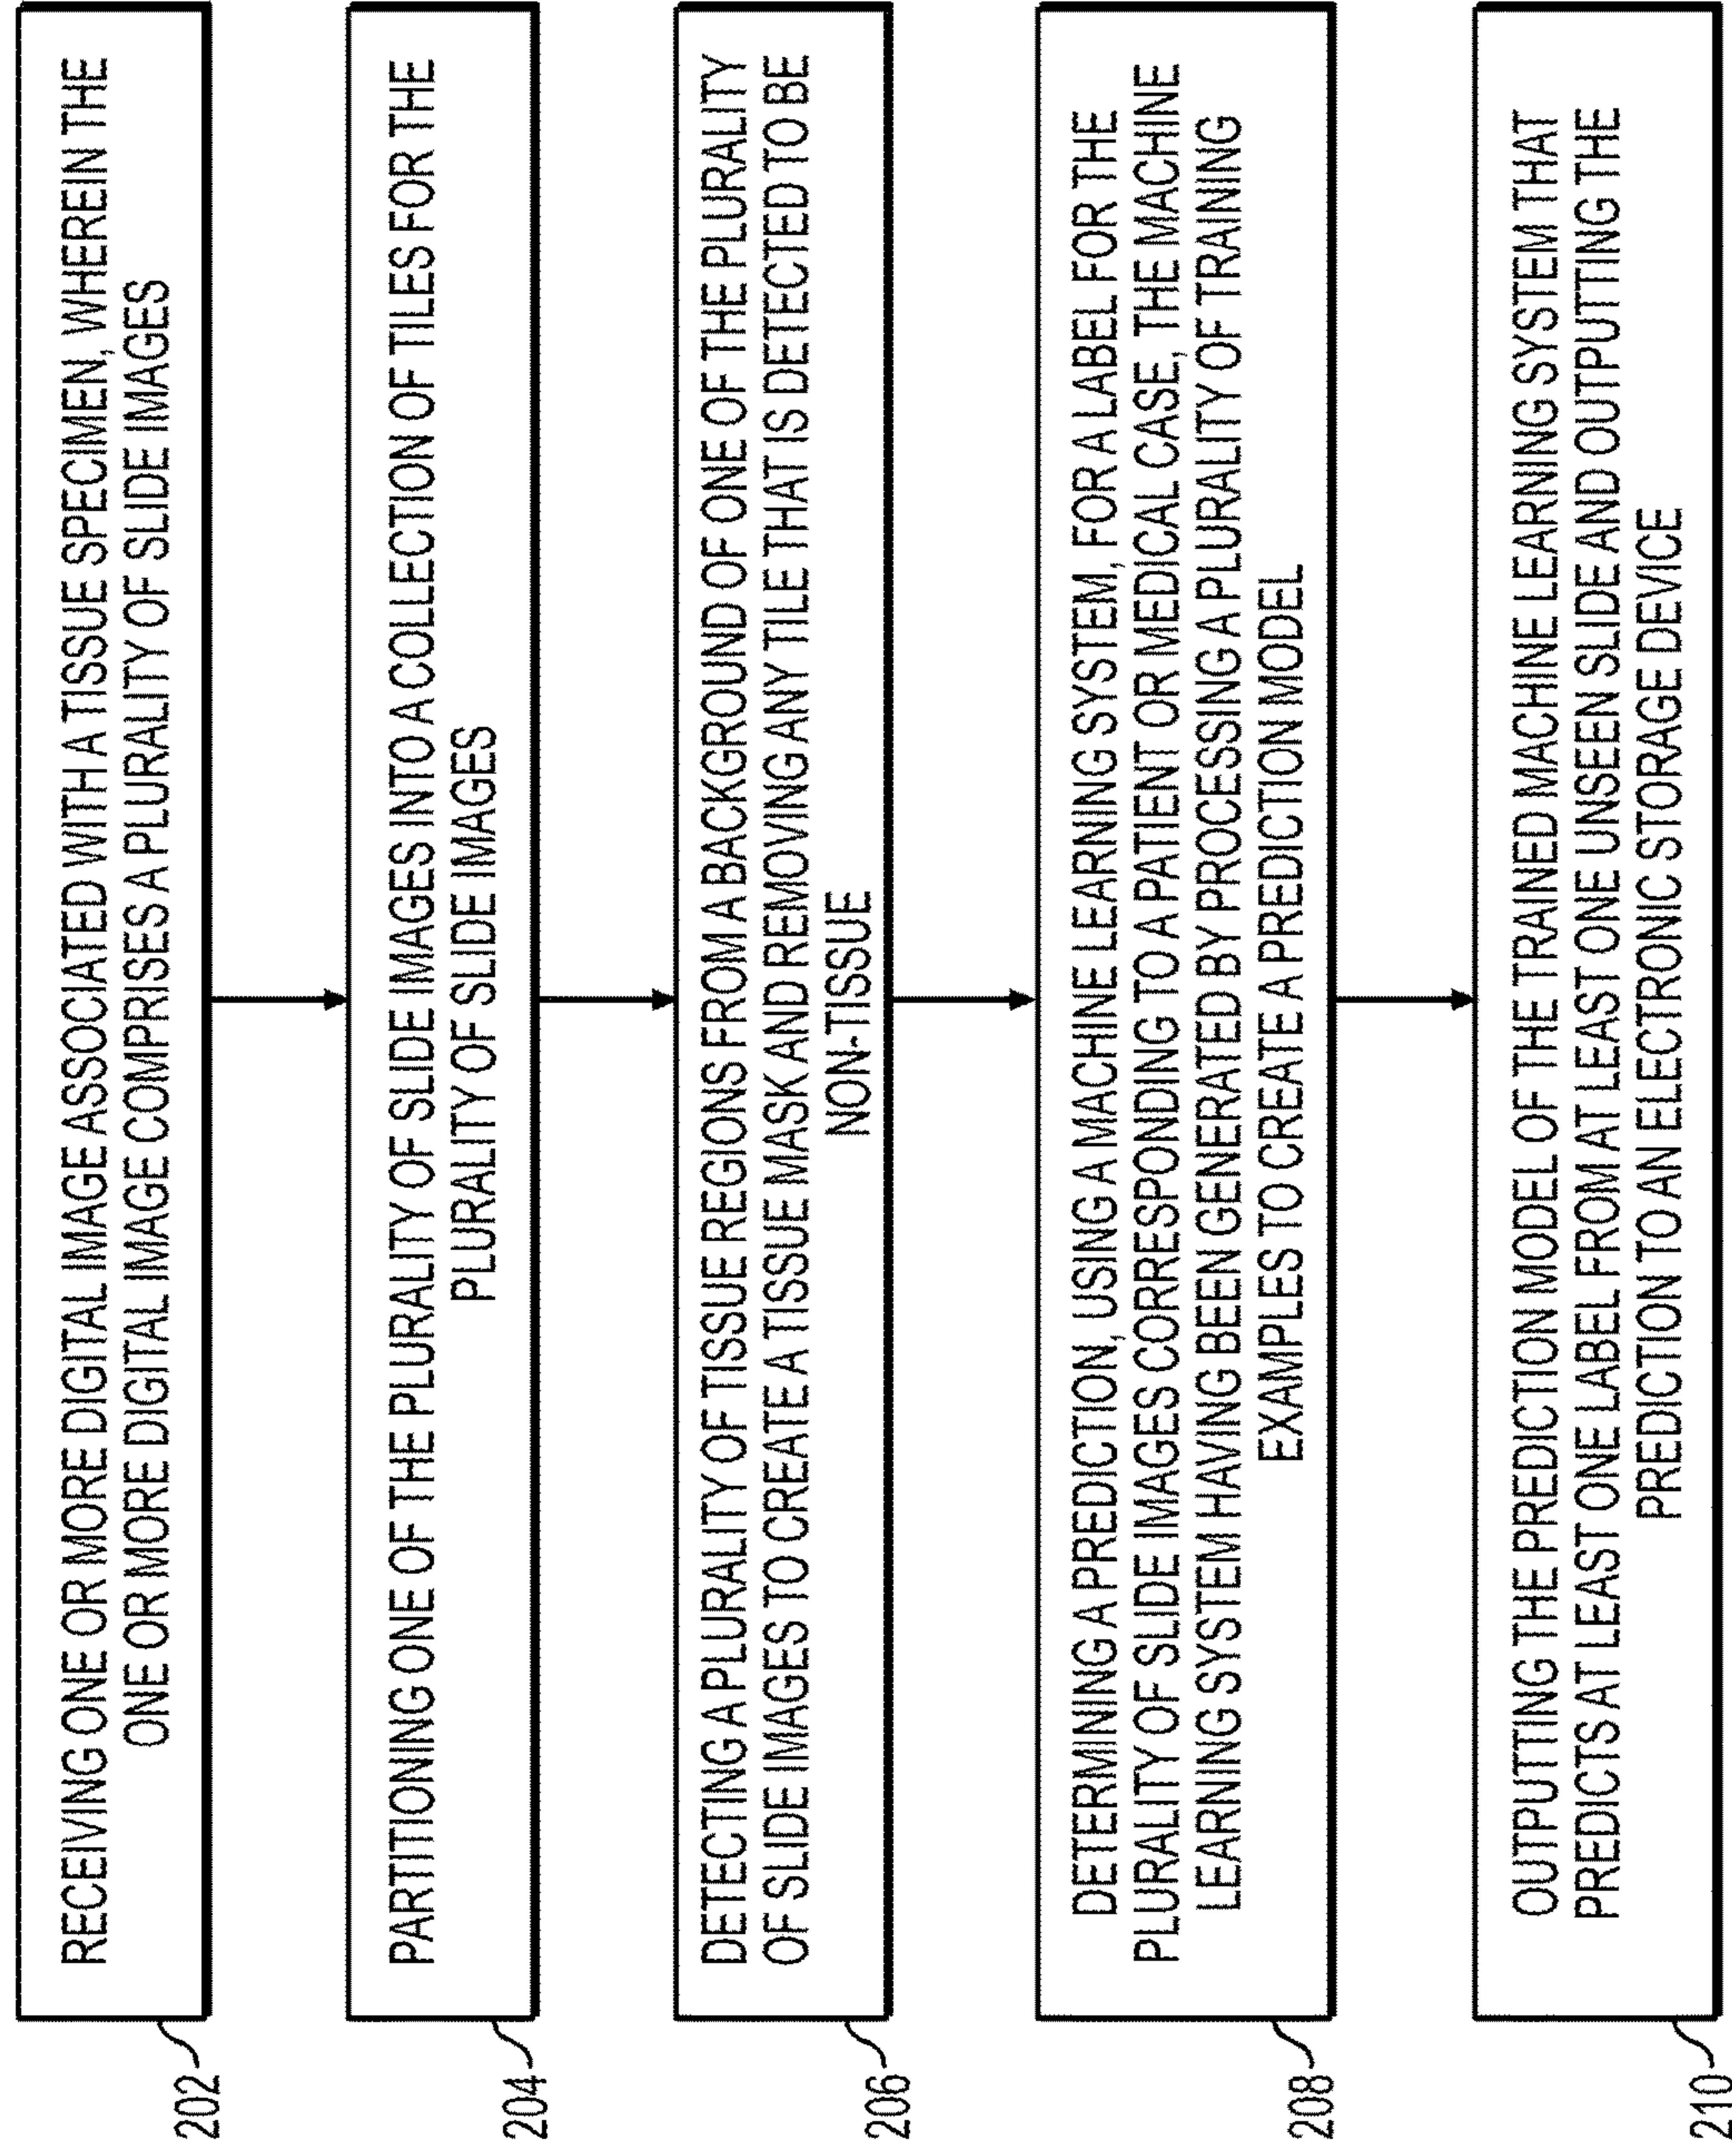 RECEIVING ONE OR MORE DIGITAL IMAGE ASSOCIATED WITH A TISSUE SPECIMEN, WHEREIN THE
ONE OR MORE DIGITAL IMAGE COMPRISES A PLURALITY OF SLIDE IMAGES
202
PARTITIONING ONE OF THE PLURALITY OF SLIDE IMAGES INTO A COLLECTION OF TILES FOR THE
PLURALITY OF SLIDE IMAGES
204
DETECTING A PLURALITY OF TISSUE REGIONS FROM A BACKGROUND OF ONE OF THE PLURALITY
OF SLIDE IMAGES TO CREATE A TISSUE MASK AND REMOVING ANY TILE THAT IS DETECTED TO BE
NON-TISSUE
206
DETERMINING A PREDICTION, USING A MACHINE LEARNING SYSTEM, FOR A LABEL FOR THE
PLURALITY OF SLIDE IMAGES CORRESPONDING TO A PATIENT OR MEDICAL CASE, THE MACHINE
LEARNING SYSTEM HAVING BEEN GENERATED BY PROCESSING A PLURALITY OF TRAINING
EXAMPLES TO CREATE A PREDICTION MODEL
208
OUTPUTTING THE PREDICTION MODEL OF THE TRAINED MACHINE LEARNING SYSTEM THAT
PREDICTS AT LEAST ONE LABEL FROM AT LEAST ONE UNSEEN SLIDE AND OUTPUTTING THE
PREDICTION TO AN ELECTRONIC STORAGE DEVICE
210